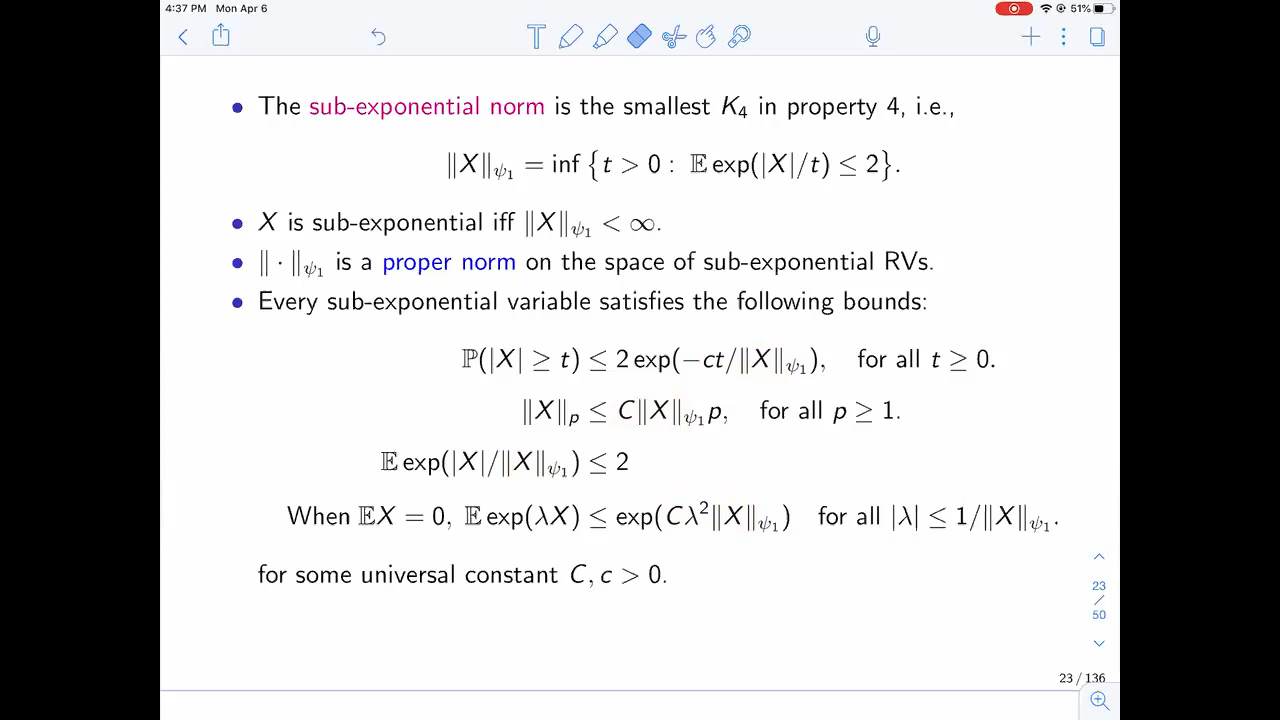 4:37 PM Mon Apr 6 51%
T
• The sub-exponential norm is the smallest K₄ in property 4, i.e.,
‖X‖_ψ₁ = inf {t > 0 : 𝔼 exp(|X|/t) ≤ 2}.
• X is sub-exponential iff ‖X‖_ψ₁ < ∞.
• ‖ · ‖_ψ₁ is a proper norm on the space of sub-exponential RVs.
• Every sub-exponential variable satisfies the following bounds:
ℙ(|X| ≥ t) ≤ 2 exp(−ct/‖X‖_ψ₁), for all t ≥ 0.
‖X‖_p ≤ C‖X‖_ψ₁ p, for all p ≥ 1.
𝔼 exp(|X|/‖X‖_ψ₁) ≤ 2
When 𝔼X = 0, 𝔼 exp(λX) ≤ exp(Cλ²‖X‖_ψ₁) for all |λ| ≤ 1/‖X‖_ψ₁.
for some universal constant C, c > 0.
23
/
50
23 / 136